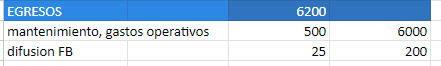 EGRESOS 6200
mantenimiento, gastos operativos 500 6000
difusion FB 25 200